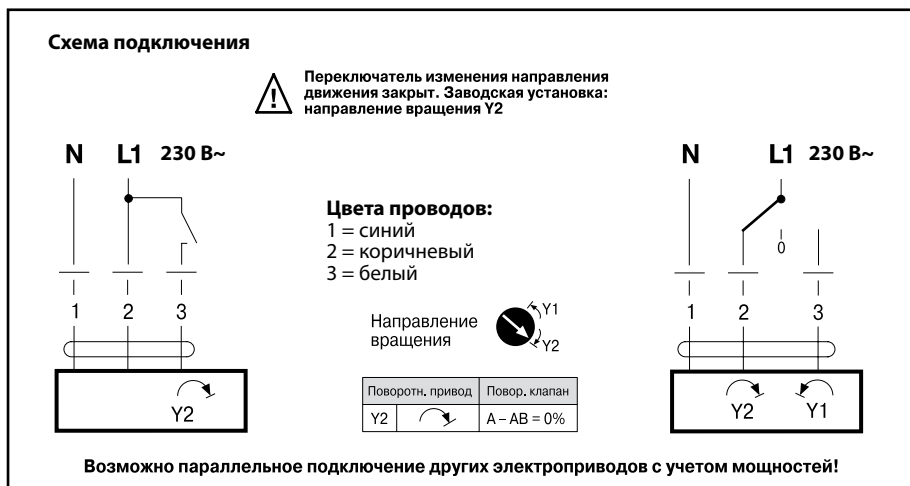 Схема подключения
Переключатель изменения направления
движения закрыт. Заводская установка:
направление вращения Y2
N L1 230 В~
1 2 3
Y2
Цвета проводов:
1 = синий
2 = коричневый
3 = белый
Направление
вращения
Y1
Y2
Поворотн. привод Повор. клапан
Y2 A – AB = 0%
N L1 230 В~
0
1 2 3
Y2 Y1
Возможно параллельное подключение других электроприводов с учетом мощностей!